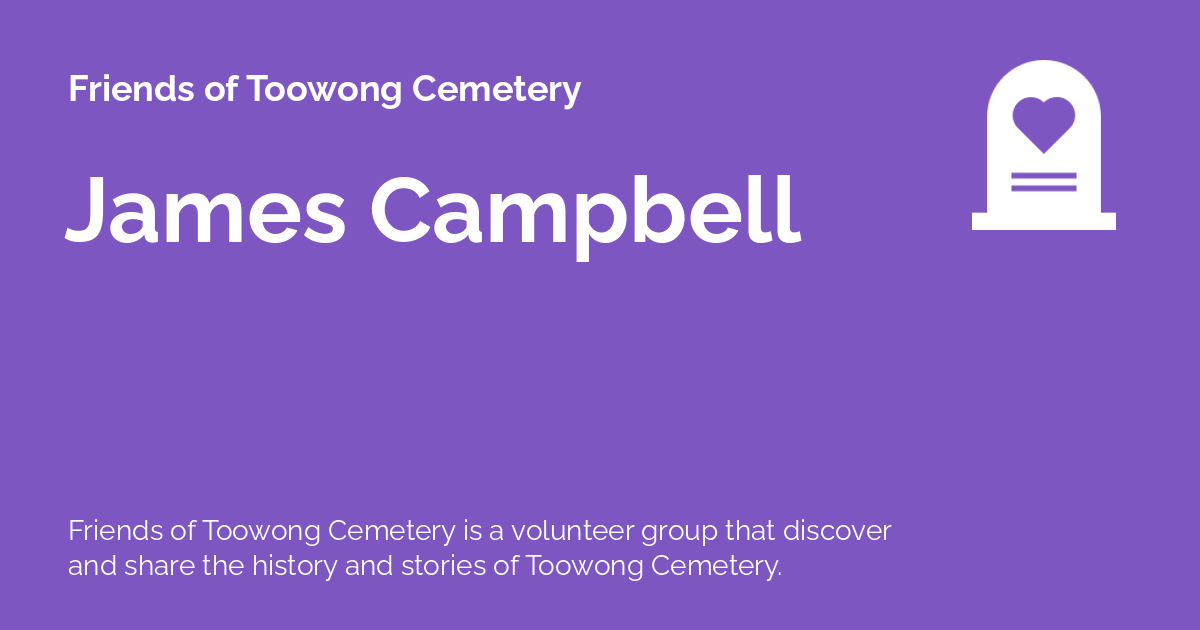 Friends of Toowong Cemetery
James Campbell
Friends of Toowong Cemetery is a volunteer group that discover
and share the history and stories of Toowong Cemetery.